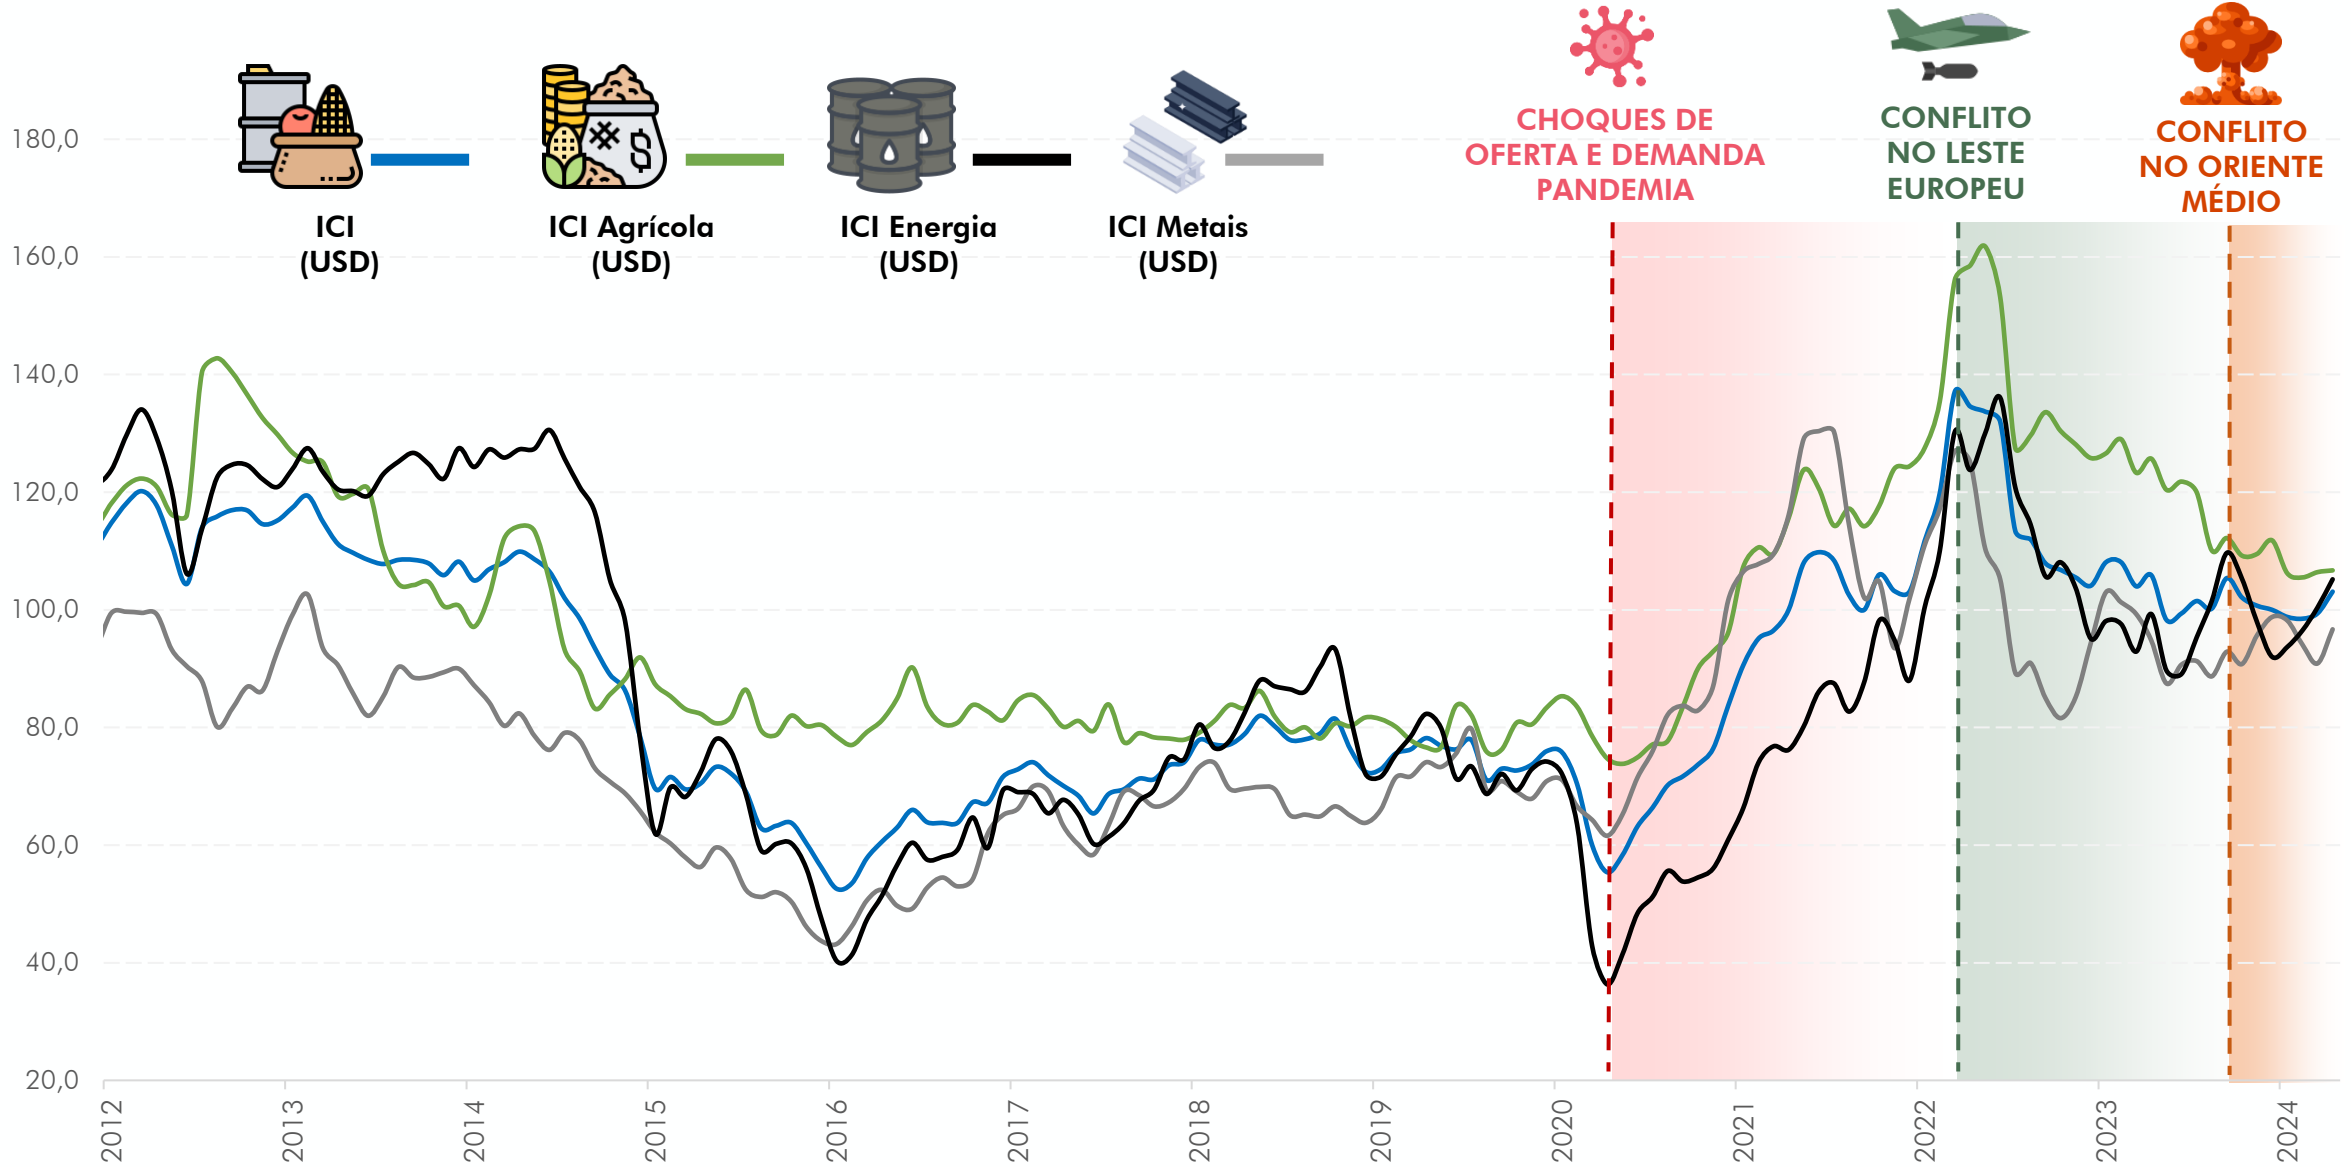 CHOQUES DE
OFERTA E DEMANDA
PANDEMIA
CONFLITO
NO LESTE
EUROPEU
CONFLITO
NO ORIENTE
MÉDIO
ICI
(USD)
ICI Agrícola
(USD)
ICI Energia
(USD)
ICI Metais
(USD)
$
180,0
160,0
140,0
120,0
100,0
80,0
60,0
40,0
20,0
2012
2013
2014
2015
2016
2017
2018
2019
2020
2021
2022
2023
2024